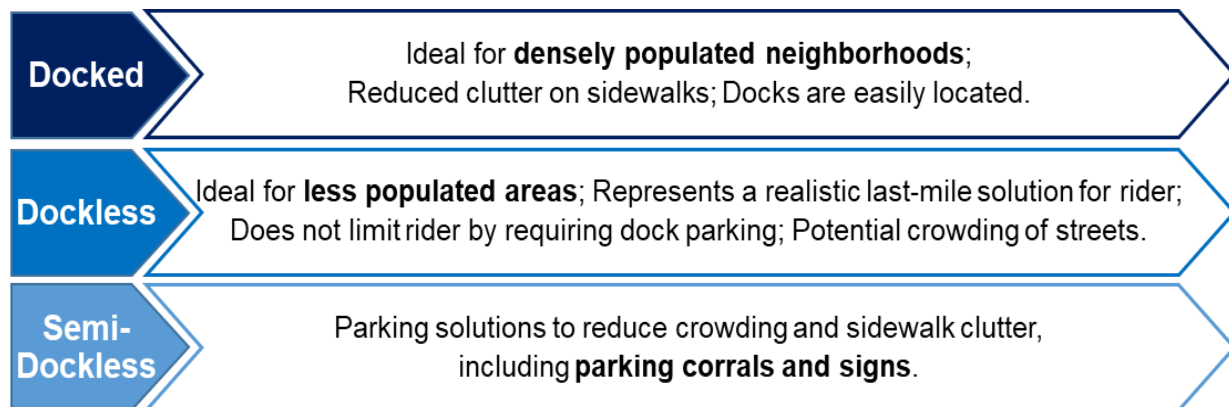 Docked
Ideal for densely populated neighborhoods;
Reduced clutter on sidewalks; Docks are easily located.
Dockless
Ideal for less populated areas; Represents a realistic last-mile solution for rider;
Does not limit rider by requiring dock parking; Potential crowding of streets.
Semi-
Dockless
Parking solutions to reduce crowding and sidewalk clutter,
including parking corrals and signs.